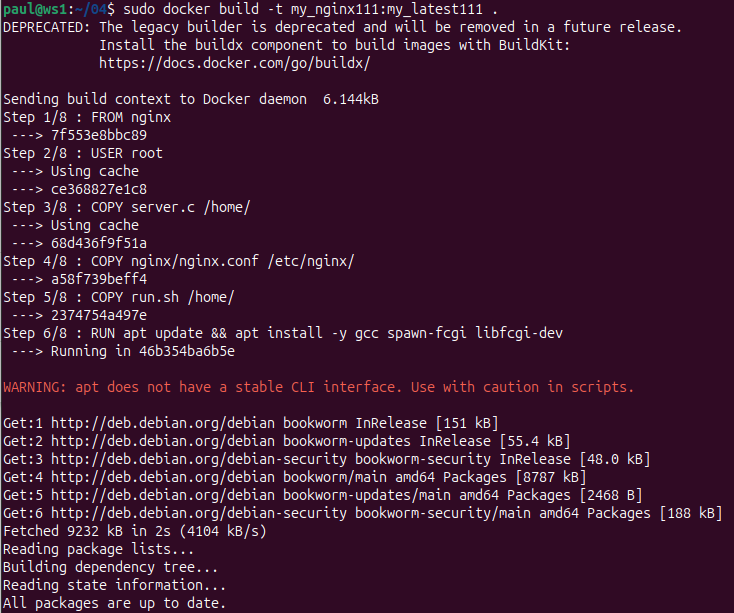 paul@ws1:~/04$ sudo docker build -t my_nginx111:my_latest111 .
DEPRECATED: The legacy builder is deprecated and will be removed in a future release.
            Install the buildx component to build images with BuildKit:
            https://docs.docker.com/go/buildx/

Sending build context to Docker daemon  6.144kB
Step 1/8 : FROM nginx
 ---> 7f553e8bbc89
Step 2/8 : USER root
 ---> Using cache
 ---> ce368827e1c8
Step 3/8 : COPY server.c /home/
 ---> Using cache
 ---> 68d436f9f51a
Step 4/8 : COPY nginx/nginx.conf /etc/nginx/
 ---> a58f739beff4
Step 5/8 : COPY run.sh /home/
 ---> 2374754a497e
Step 6/8 : RUN apt update && apt install -y gcc spawn-fcgi libfcgi-dev
 ---> Running in 46b354ba6b5e

WARNING: apt does not have a stable CLI interface. Use with caution in scripts.

Get:1 http://deb.debian.org/debian bookworm InRelease [151 kB]
Get:2 http://deb.debian.org/debian bookworm-updates InRelease [55.4 kB]
Get:3 http://deb.debian.org/debian-security bookworm-security InRelease [48.0 kB]
Get:4 http://deb.debian.org/debian bookworm/main amd64 Packages [8787 kB]
Get:5 http://deb.debian.org/debian bookworm-updates/main amd64 Packages [2468 B]
Get:6 http://deb.debian.org/debian-security bookworm-security/main amd64 Packages [188 kB]
Fetched 9232 kB in 2s (4104 kB/s)
Reading package lists...
Building dependency tree...
Reading state information...
All packages are up to date.